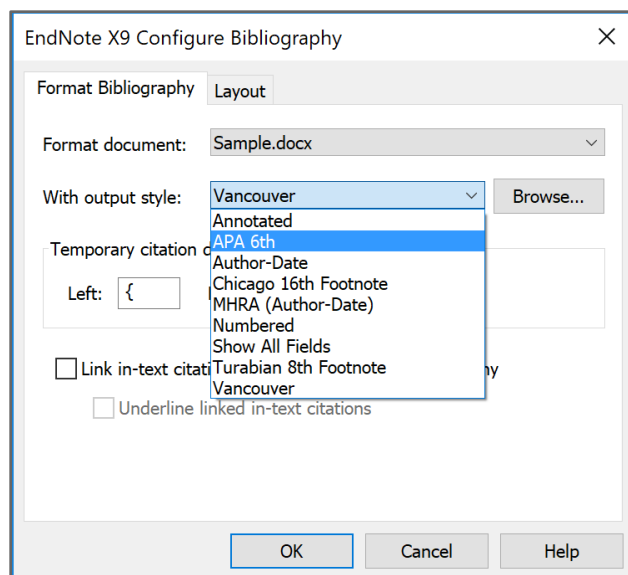 EndNote X9 Configure Bibliography
Format Bibliography Layout
Format document: Sample.docx
With output style: Vancouver Browse...
Annotated
APA 6th
Temporary citation d
Author-Date
Chicago 16th Footnote
Left: {
MHRA (Author-Date)
Numbered
Show All Fields
Link in-text citati
Turabian 8th Footnote
hy
Vancouver
Underline linked in-text citations
OK Cancel Help